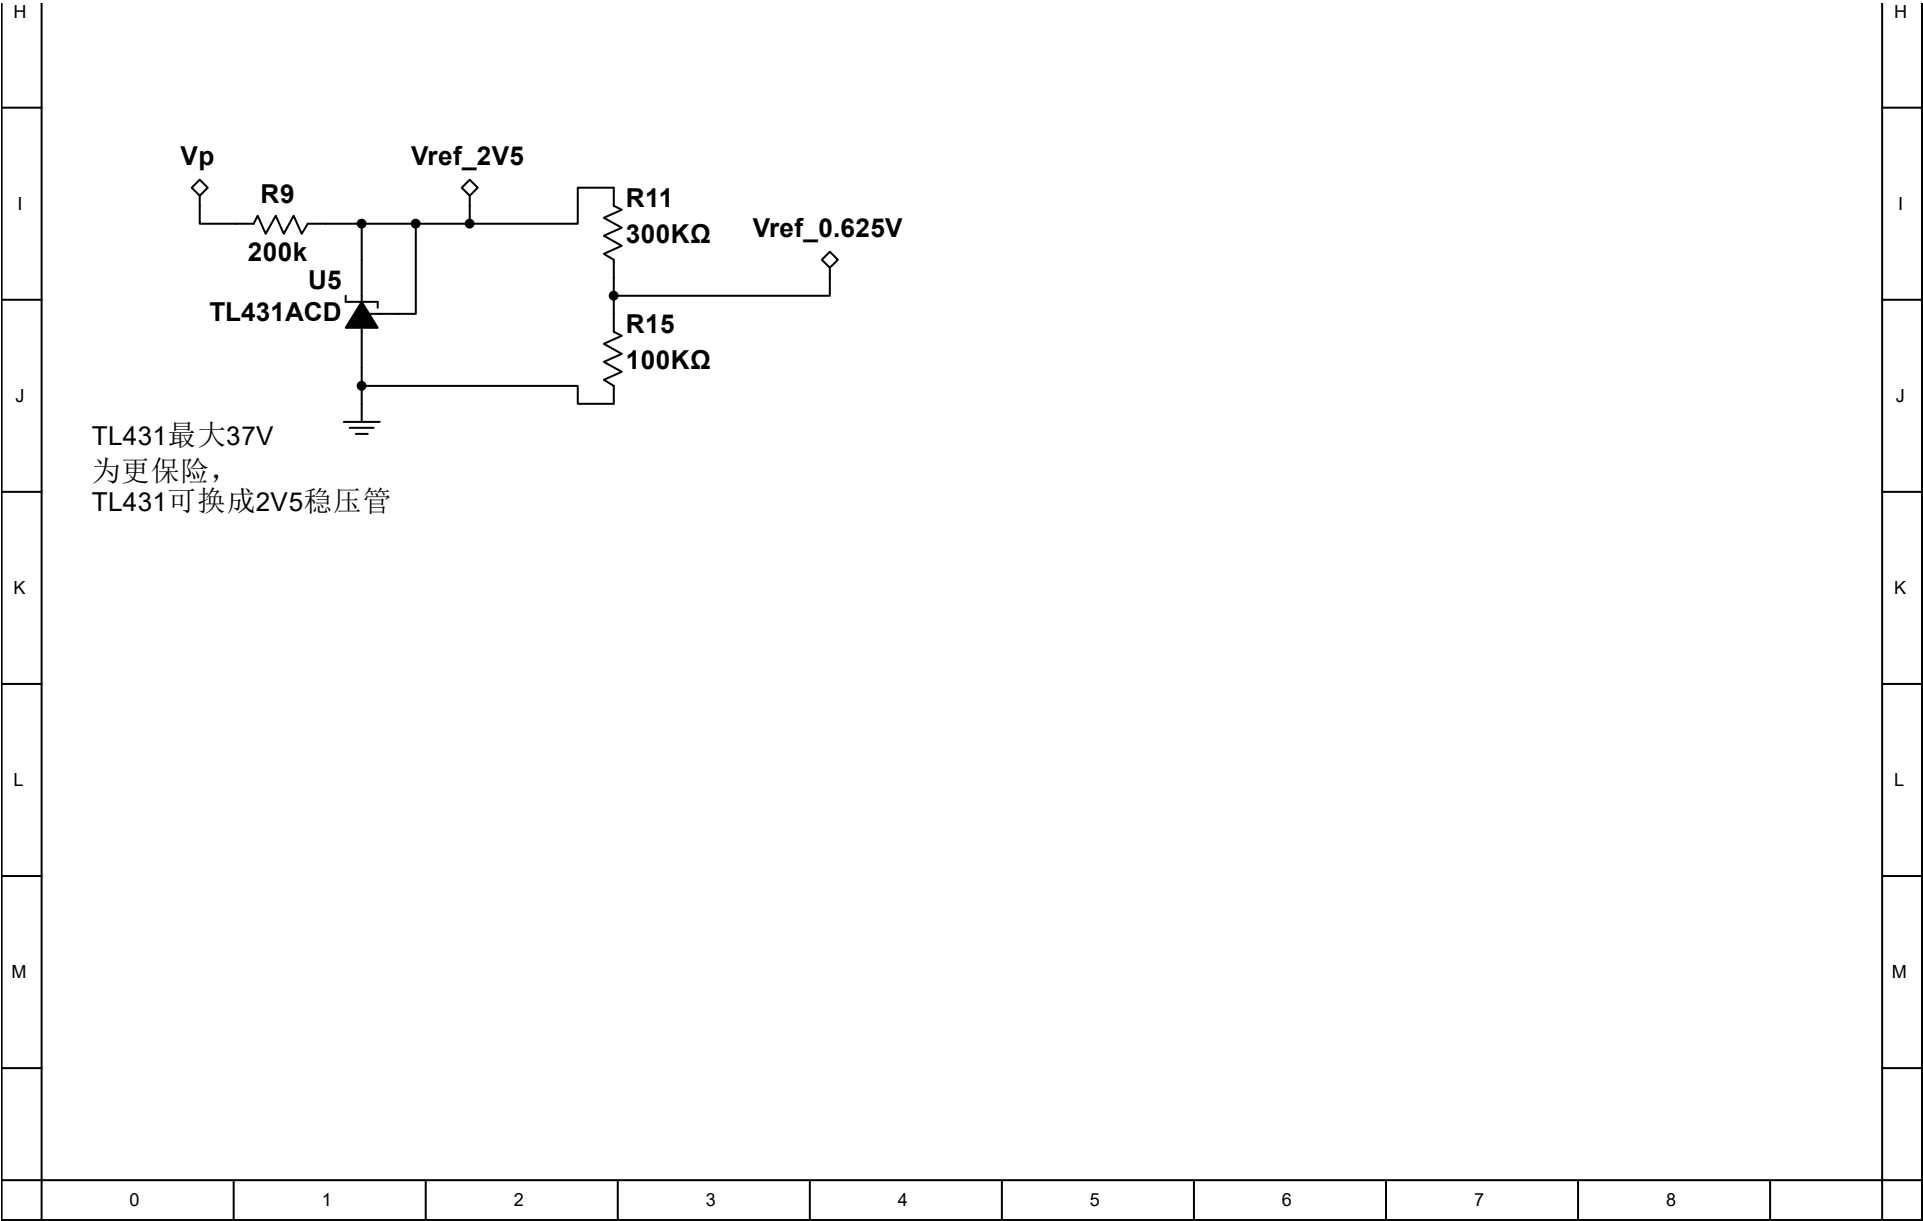 H H
Vp Vref_2V5
R9 R11
I I
300KΩ Vref_0.625V
200k
U5
TL431ACD R15
100KΩ
J J
TL431最大37V
为更保险，
TL431可换成2V5稳压管
K K
L L
M M
0 1 2 3 4 5 6 7 8